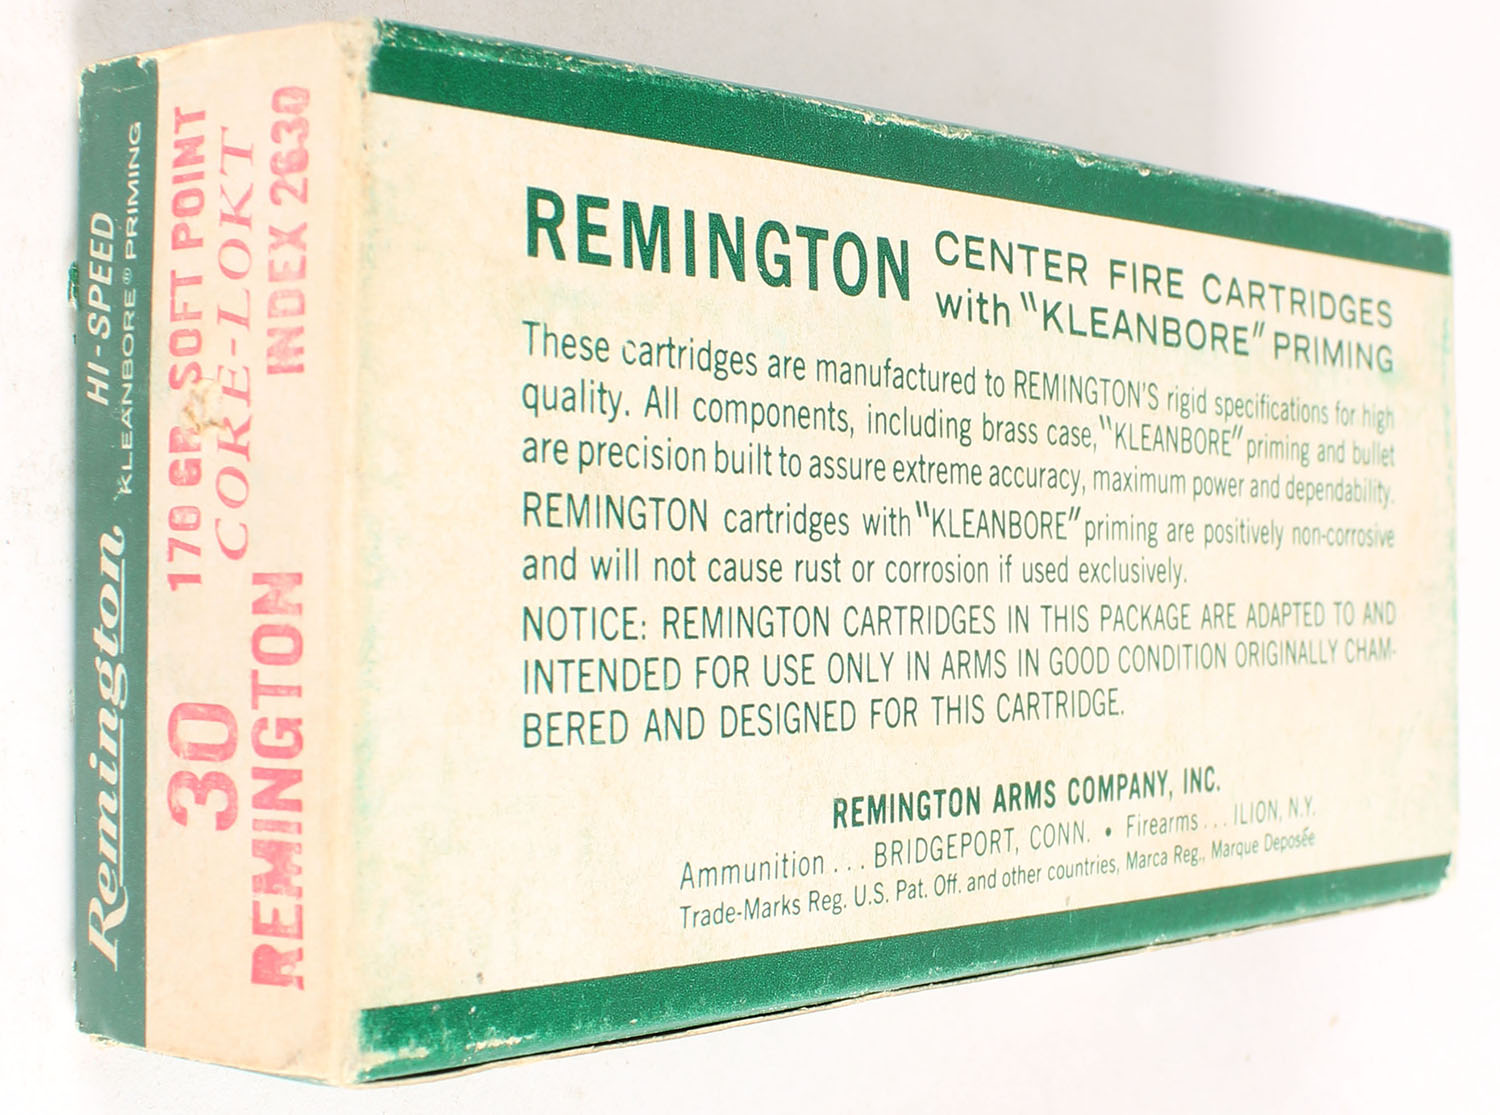 Remington HI-SPEED
KLEANBORE® PRIMING
30 170 GR. SOFT POINT
CORE-LOKT
REMINGTON INDEX 2630
REMINGTON CENTER FIRE CARTRIDGES
with "KLEANBORE" PRIMING
These cartridges are manufactured to REMINGTON'S rigid specifications for high
quality. All components, including brass case, "KLEANBORE" priming and bullet
are precision built to assure extreme accuracy, maximum power and dependability.
REMINGTON cartridges with "KLEANBORE" priming are positively non-corrosive
and will not cause rust or corrosion if used exclusively.
NOTICE: REMINGTON CARTRIDGES IN THIS PACKAGE ARE ADAPTED TO AND
INTENDED FOR USE ONLY IN ARMS IN GOOD CONDITION ORIGINALLY CHAM-
BERED AND DESIGNED FOR THIS CARTRIDGE.
REMINGTON ARMS COMPANY, INC.
Ammunition . . . BRIDGEPORT, CONN. • Firearms . . . ILION, N.Y.
Trade-Marks Reg. U.S. Pat. Off. and other countries, Marca Reg., Marque Deposée